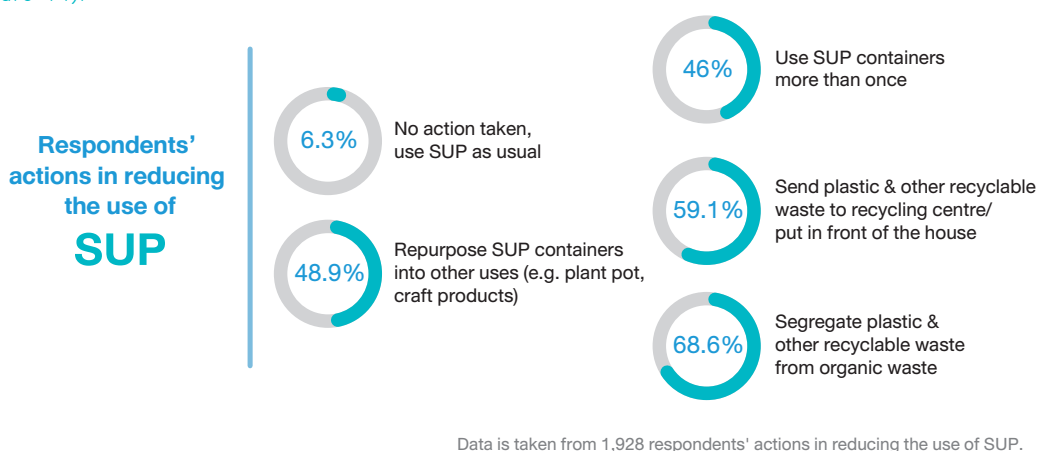 Respondents'
actions in reducing
the use of
SUP
6.3%
No action taken,
use SUP as usual
48.9%
Repurpose SUP containers
into other uses (e.g. plant pot,
craft products)
46%
Use SUP containers
more than once
59.1%
Send plastic & other recyclable
waste to recycling centre/
put in front of the house
68.6%
Segregate plastic &
other recyclable waste
from organic waste
Data is taken from 1,928 respondents' actions in reducing the use of SUP.